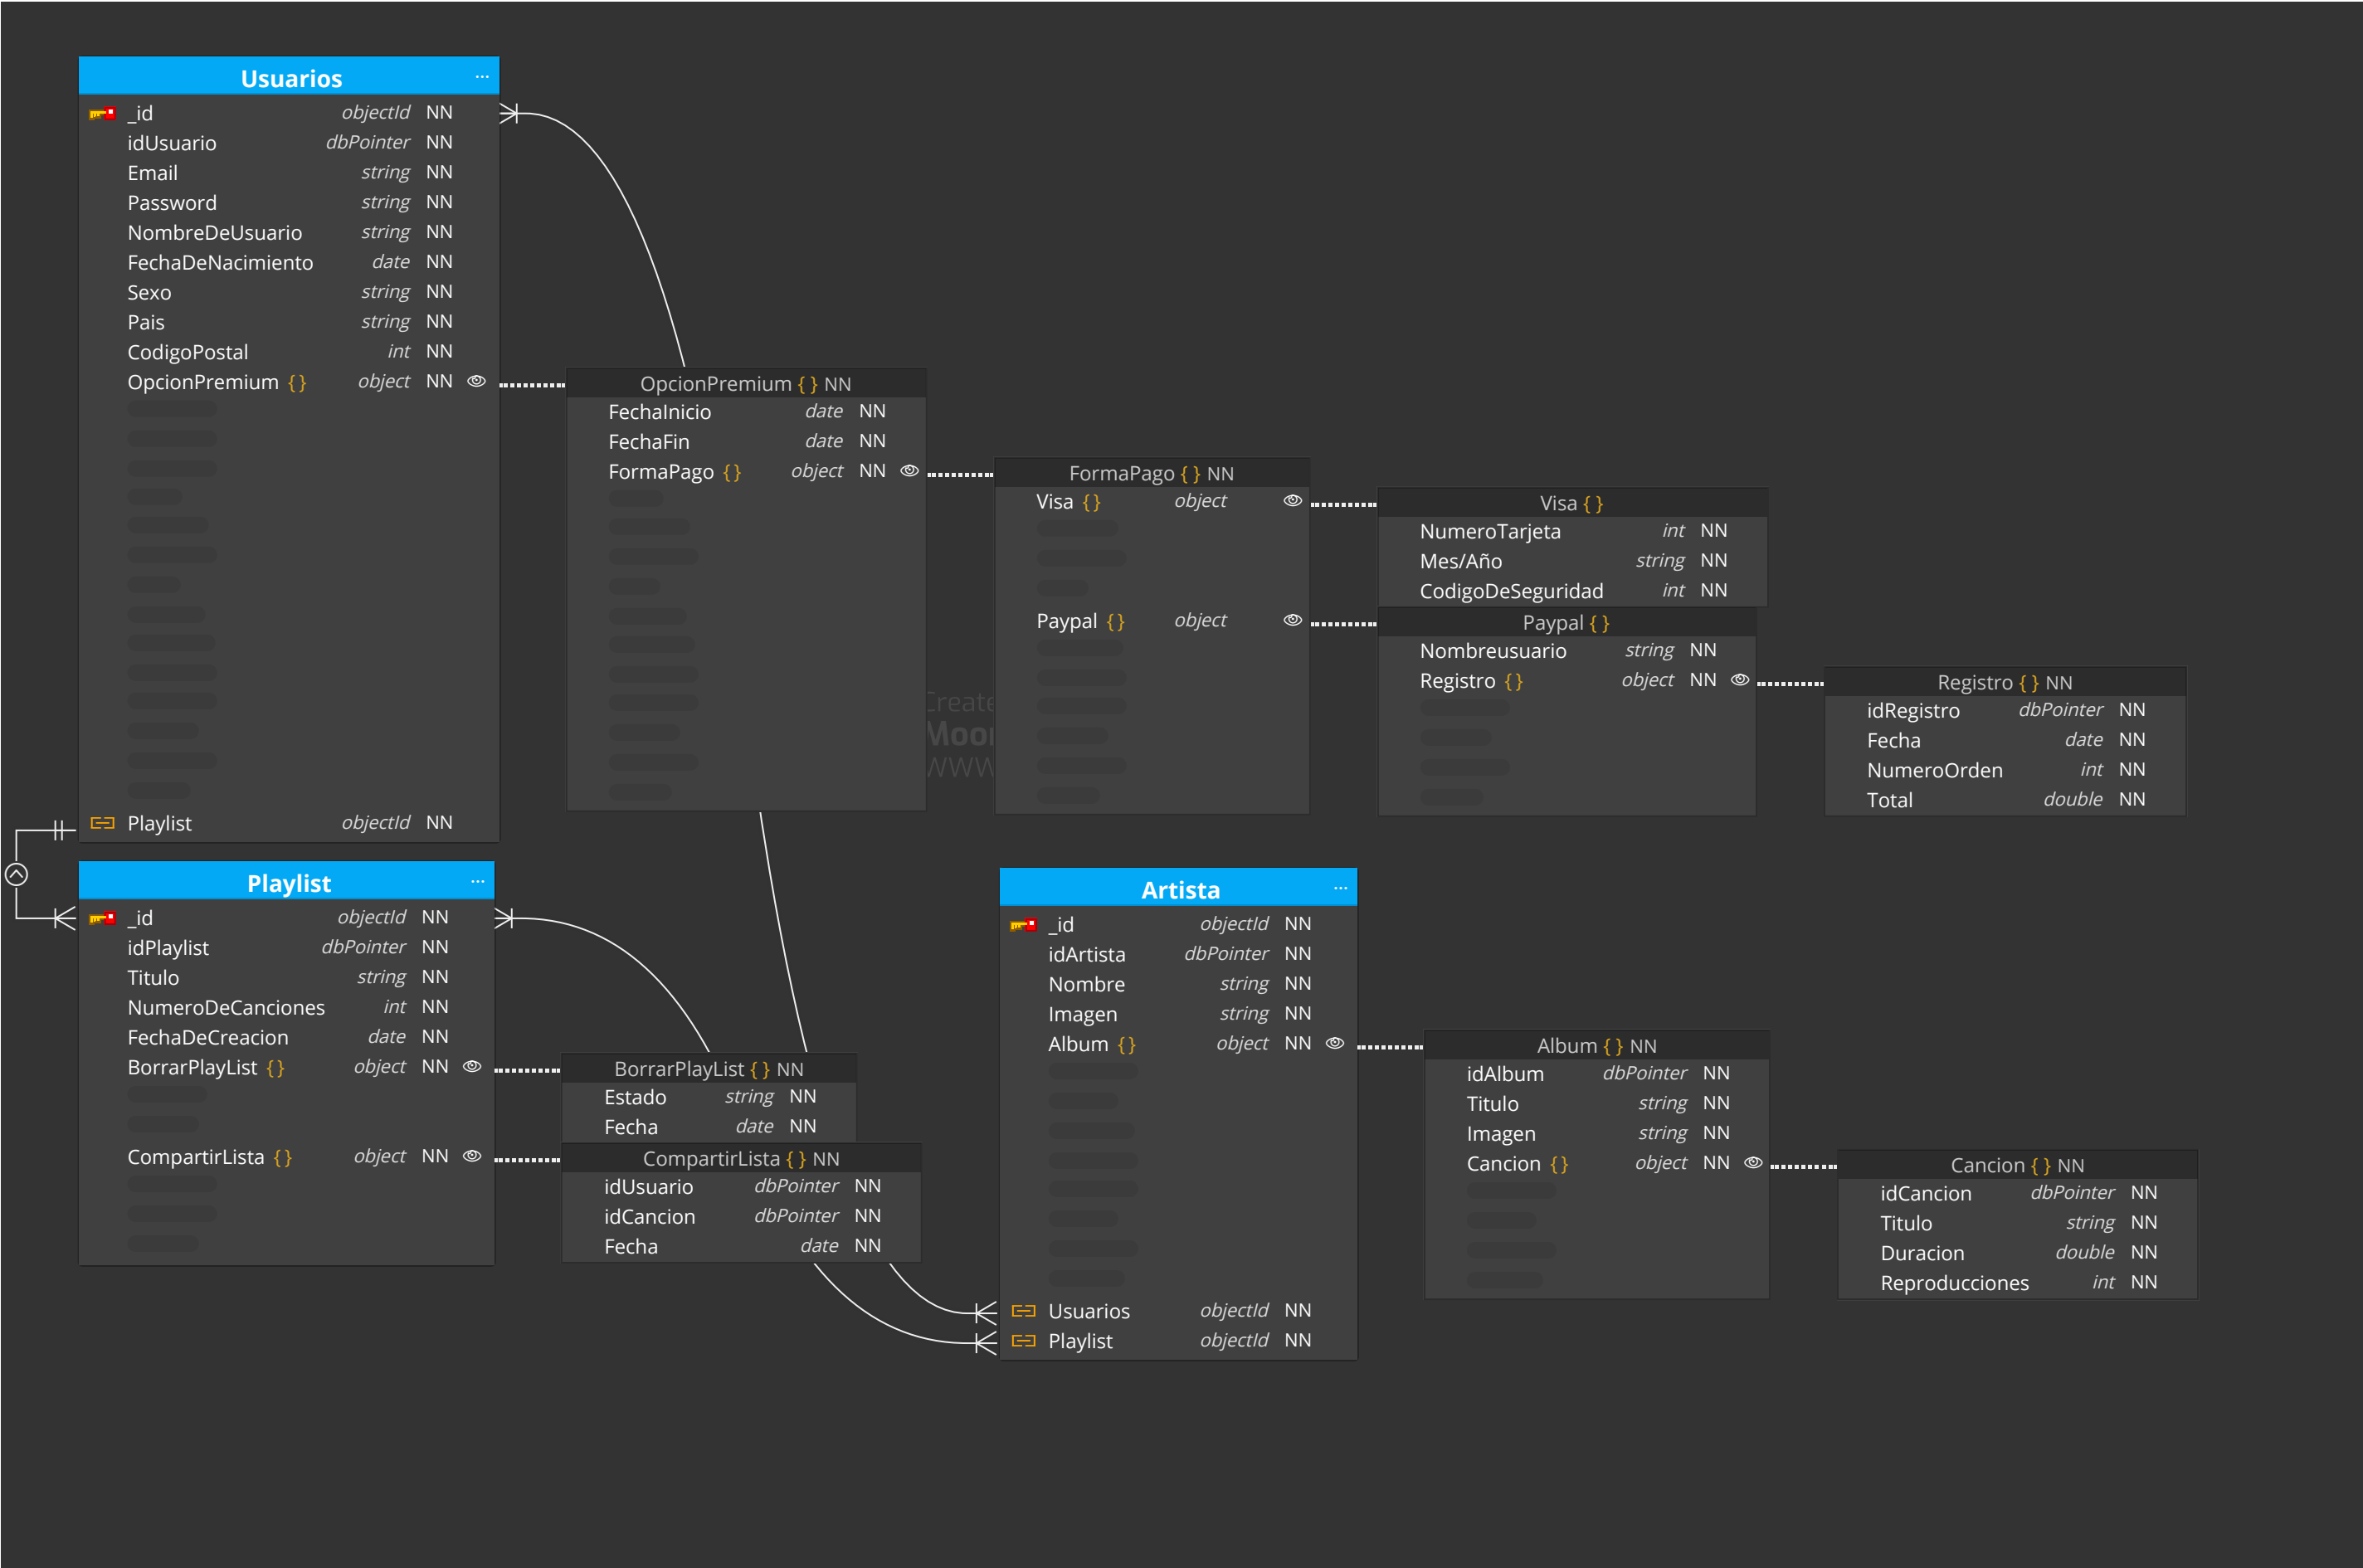 Usuarios ...
_id objectId NN
idUsuario dbPointer NN
Email string NN
Password string NN
NombreDeUsuario string NN
FechaDeNacimiento date NN
Sexo string NN
Pais string NN
CodigoPostal int NN
OpcionPremium {} object NN
Playlist objectId NN
OpcionPremium {} NN
FechaInicio date NN
FechaFin date NN
FormaPago {} object NN
FormaPago {} NN
Visa {} object
Paypal {} object
Visa {}
NumeroTarjeta int NN
Mes/Año string NN
CodigoDeSeguridad int NN
Paypal {}
Nombreusuario string NN
Registro {} object NN
Registro {} NN
idRegistro dbPointer NN
Fecha date NN
NumeroOrden int NN
Total double NN
Create
Moon
WWW
Playlist ...
_id objectId NN
idPlaylist dbPointer NN
Titulo string NN
NumeroDeCanciones int NN
FechaDeCreacion date NN
BorrarPlayList {} object NN
CompartirLista {} object NN
BorrarPlayList {} NN
Estado string NN
Fecha date NN
CompartirLista {} NN
idUsuario dbPointer NN
idCancion dbPointer NN
Fecha date NN
Artista ...
_id objectId NN
idArtista dbPointer NN
Nombre string NN
Imagen string NN
Album {} object NN
Usuarios objectId NN
Playlist objectId NN
Album {} NN
idAlbum dbPointer NN
Titulo string NN
Imagen string NN
Cancion {} object NN
Cancion {} NN
idCancion dbPointer NN
Titulo string NN
Duracion double NN
Reproducciones int NN